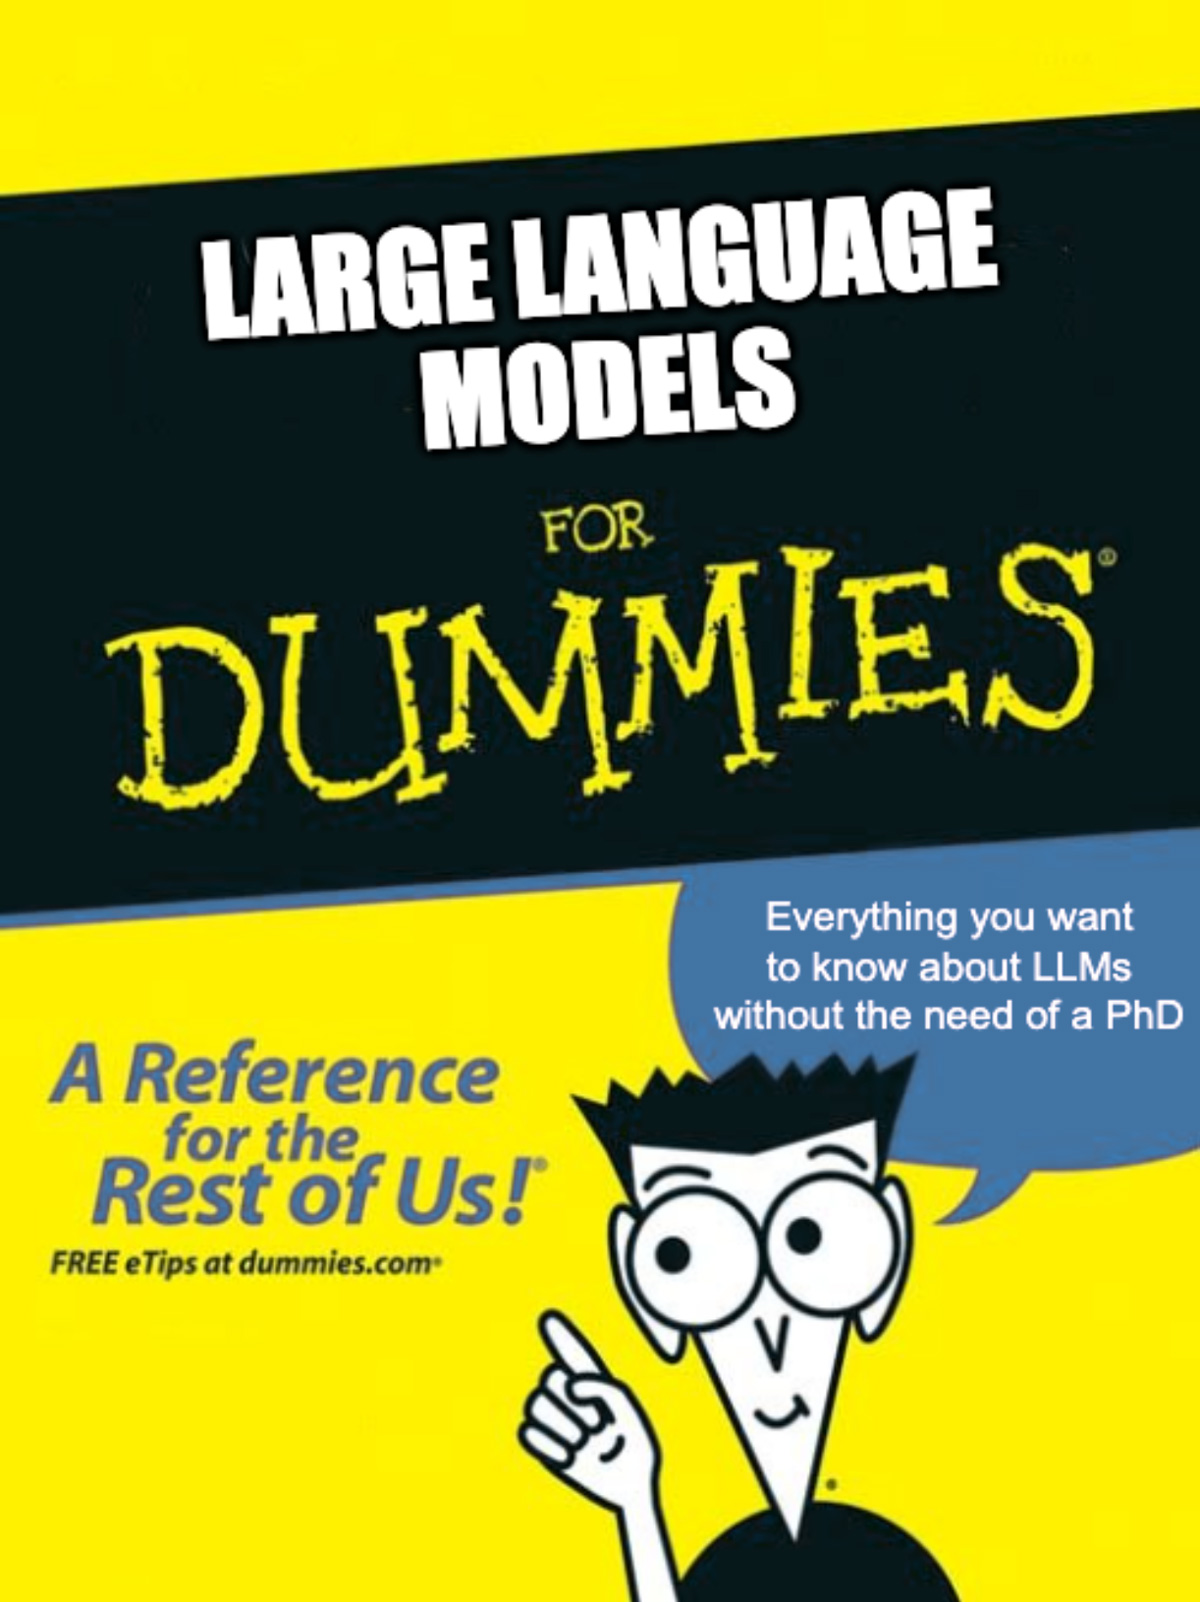 LARGE LANGUAGE
MODELS
FOR
DUMMIES®
Everything you want
to know about LLMs
without the need of a PhD
A Reference
for the
Rest of Us!®
FREE eTips at dummies.com®